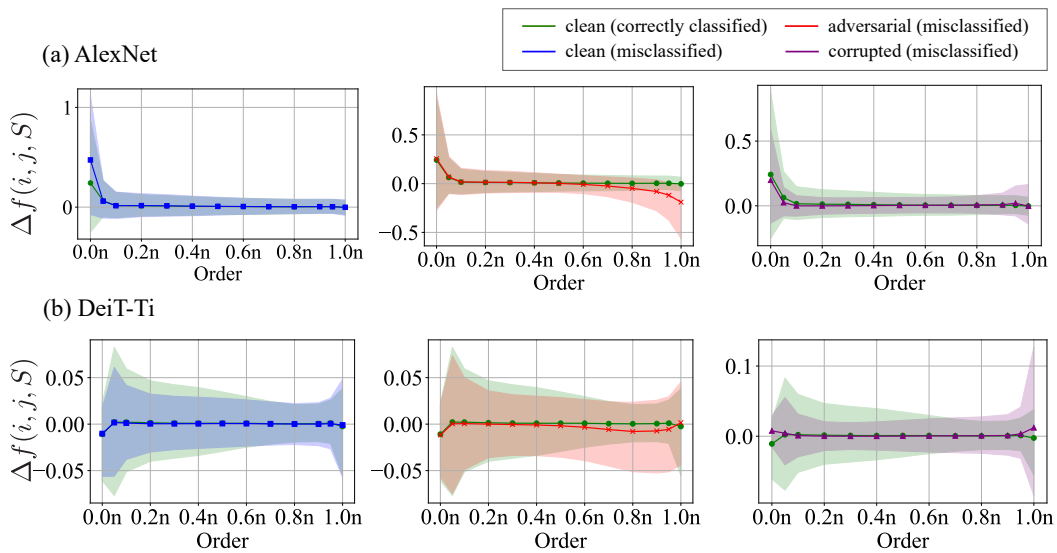 clean (correctly classified)
adversarial (misclassified)
clean (misclassified)
corrupted (misclassified)
(a) AlexNet
Δf(i, j, S)
1
0
0.0n 0.2n 0.4n 0.6n 0.8n 1.0n
Order
0.5
0.0
−0.5
0.0n 0.2n 0.4n 0.6n 0.8n 1.0n
Order
0.5
0.0
0.0n 0.2n 0.4n 0.6n 0.8n 1.0n
Order
(b) DeiT-Ti
Δf(i, j, S)
0.05
0.00
−0.05
0.0n 0.2n 0.4n 0.6n 0.8n 1.0n
Order
0.05
0.00
−0.05
0.0n 0.2n 0.4n 0.6n 0.8n 1.0n
Order
0.1
0.0
0.0n 0.2n 0.4n 0.6n 0.8n 1.0n
Order